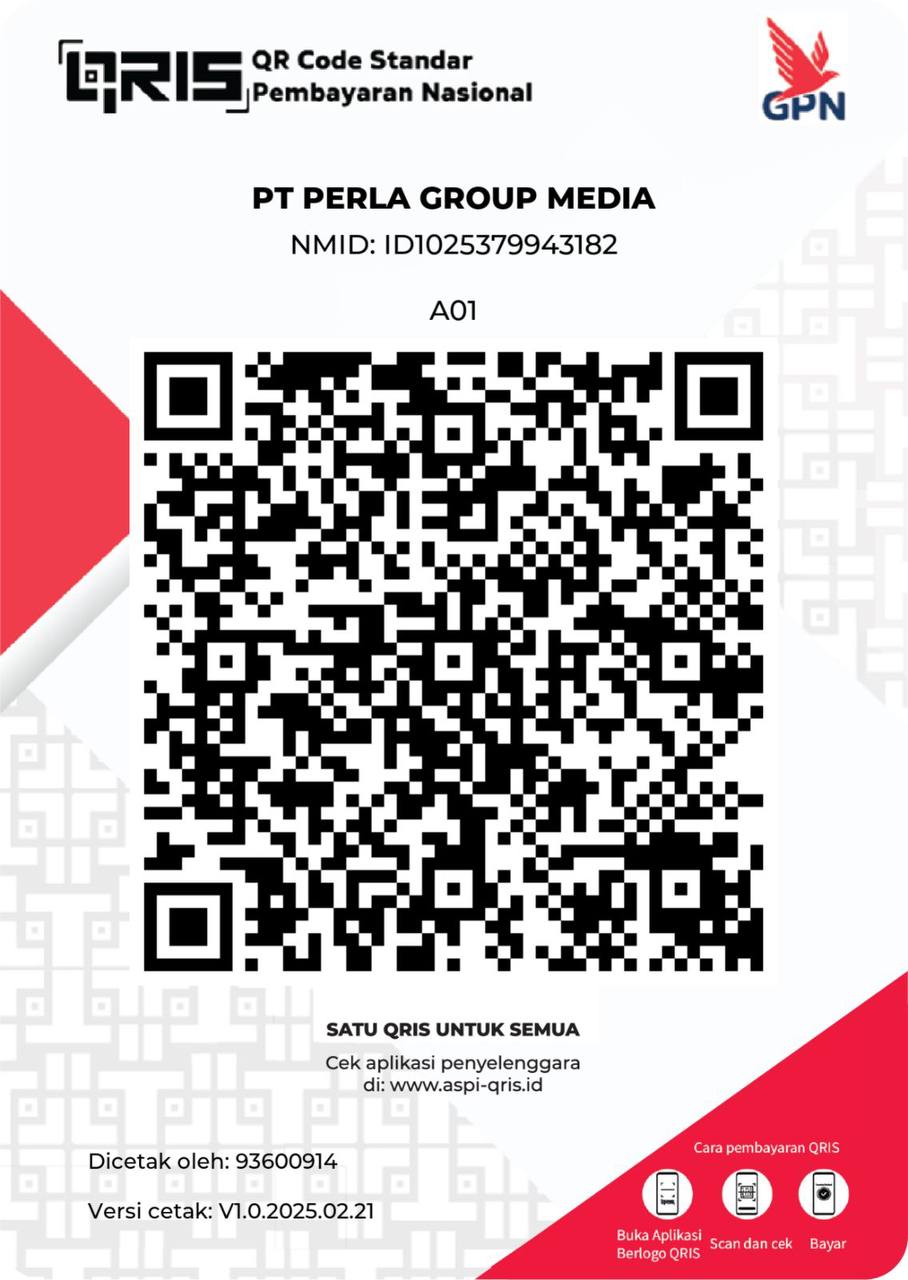 QRIS QR Code Standar
Pembayaran Nasional
GPN
PT PERLA GROUP MEDIA
NMID: ID1025379943182
A01
SATU QRIS UNTUK SEMUA
Cek aplikasi penyelenggara
di: www.aspi-qris.id
Dicetak oleh: 93600914
Versi cetak: V1.0.2025.02.21
Cara pembayaran QRIS
Buka Aplikasi
Berlogo QRIS
Scan dan cek
Bayar